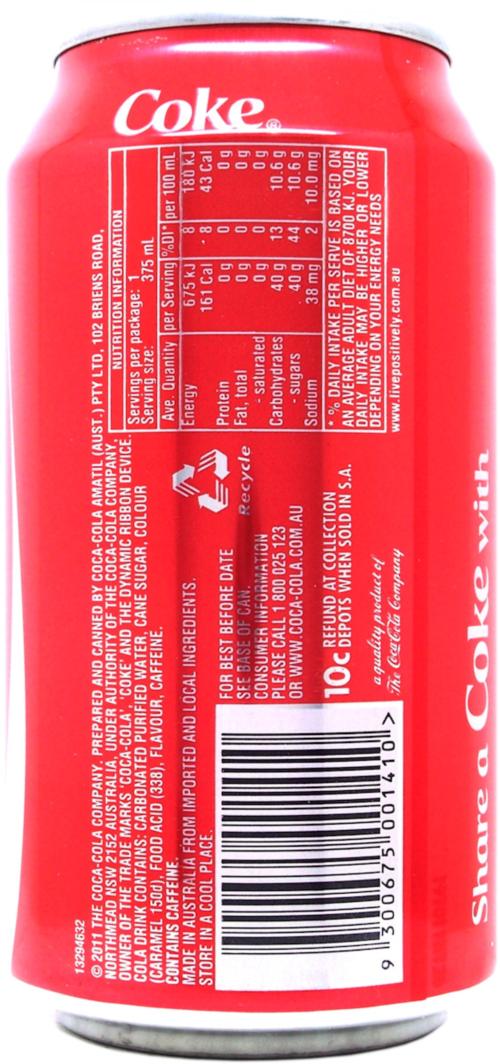 Coke®
13294632
© 2011 THE COCA-COLA COMPANY. PREPARED AND CANNED BY COCA-COLA AMATIL (AUST.) PTY LTD, 102 BRIENS ROAD,
NORTHMEAD NSW 2152, AUSTRALIA, UNDER AUTHORITY OF THE COCA-COLA COMPANY,
OWNER OF THE TRADE MARKS 'COCA-COLA', 'COKE' AND THE DYNAMIC RIBBON DEVICE.
COLA DRINK CONTAINS: CARBONATED PURIFIED WATER, CANE SUGAR, COLOUR
(CARAMEL 150d), FOOD ACID (338), FLAVOUR, CAFFEINE.
CONTAINS CAFFEINE.
MADE IN AUSTRALIA FROM IMPORTED AND LOCAL INGREDIENTS.
STORE IN A COOL PLACE.
NUTRITION INFORMATION
Servings per package: 1
Serving size: 375 mL
Ave. Quantity per Serving %DI* per 100 mL
Energy 675 kJ 8 180 kJ
161 Cal 8 43 Cal
Protein 0 g 0 0 g
Fat, total 0 g 0 0 g
- saturated 0 g 0 0 g
Carbohydrates 40 g 13 10.6 g
- sugars 40 g 44 10.6 g
Sodium 38 mg 2 10.0 mg
* % DAILY INTAKE PER SERVE IS BASED ON
AN AVERAGE ADULT DIET OF 8700 KJ. YOUR
DAILY INTAKE MAY BE HIGHER OR LOWER
DEPENDING ON YOUR ENERGY NEEDS
www.livepositively.com.au
Recycle
FOR BEST BEFORE DATE
SEE BASE OF CAN.
CONSUMER INFORMATION
PLEASE CALL 1 800 025 123
OR WWW.COCA-COLA.COM.AU
10c REFUND AT COLLECTION
DEPOTS WHEN SOLD IN S.A.
a quality product of
The Coca-Cola Company
9 300675 001410 >
Share a Coke with